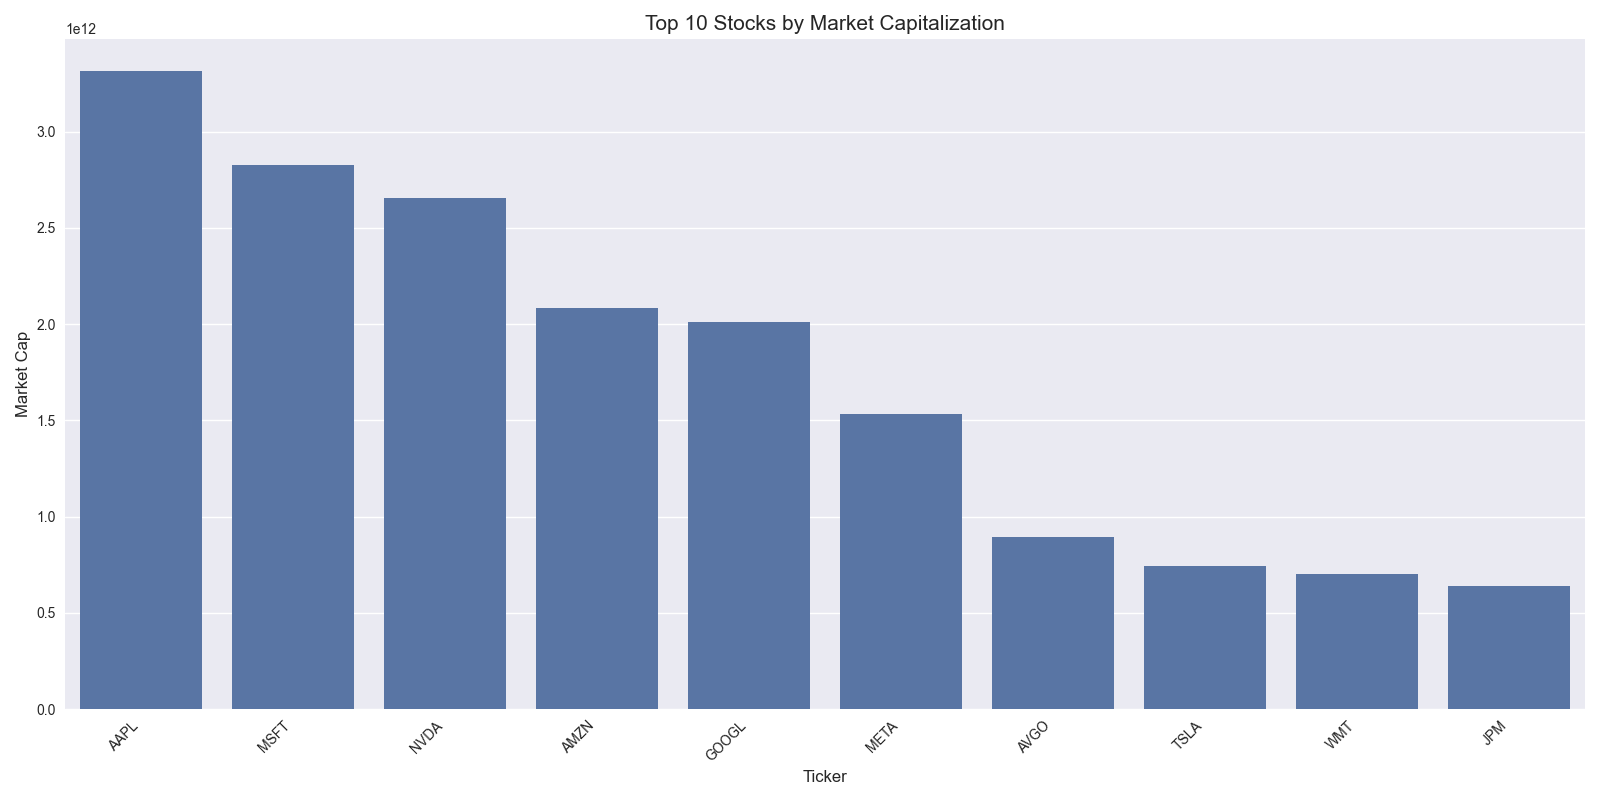 Top 10 Stocks by Market Capitalization
1e12
3.0
2.5
2.0
1.5
1.0
0.5
0.0
Market Cap
AAPL
MSFT
NVDA
AMZN
GOOGL
META
AVGO
TSLA
WMT
JPM
Ticker